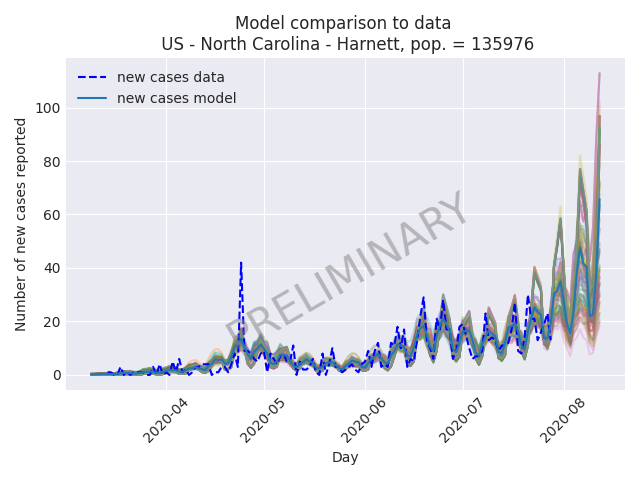 Model comparison to data
US - North Carolina - Harnett, pop. = 135976
new cases data
new cases model
Number of new cases reported
100
80
60
40
20
0
PRELIMINARY
2020-04
2020-05
2020-06
2020-07
2020-08
Day